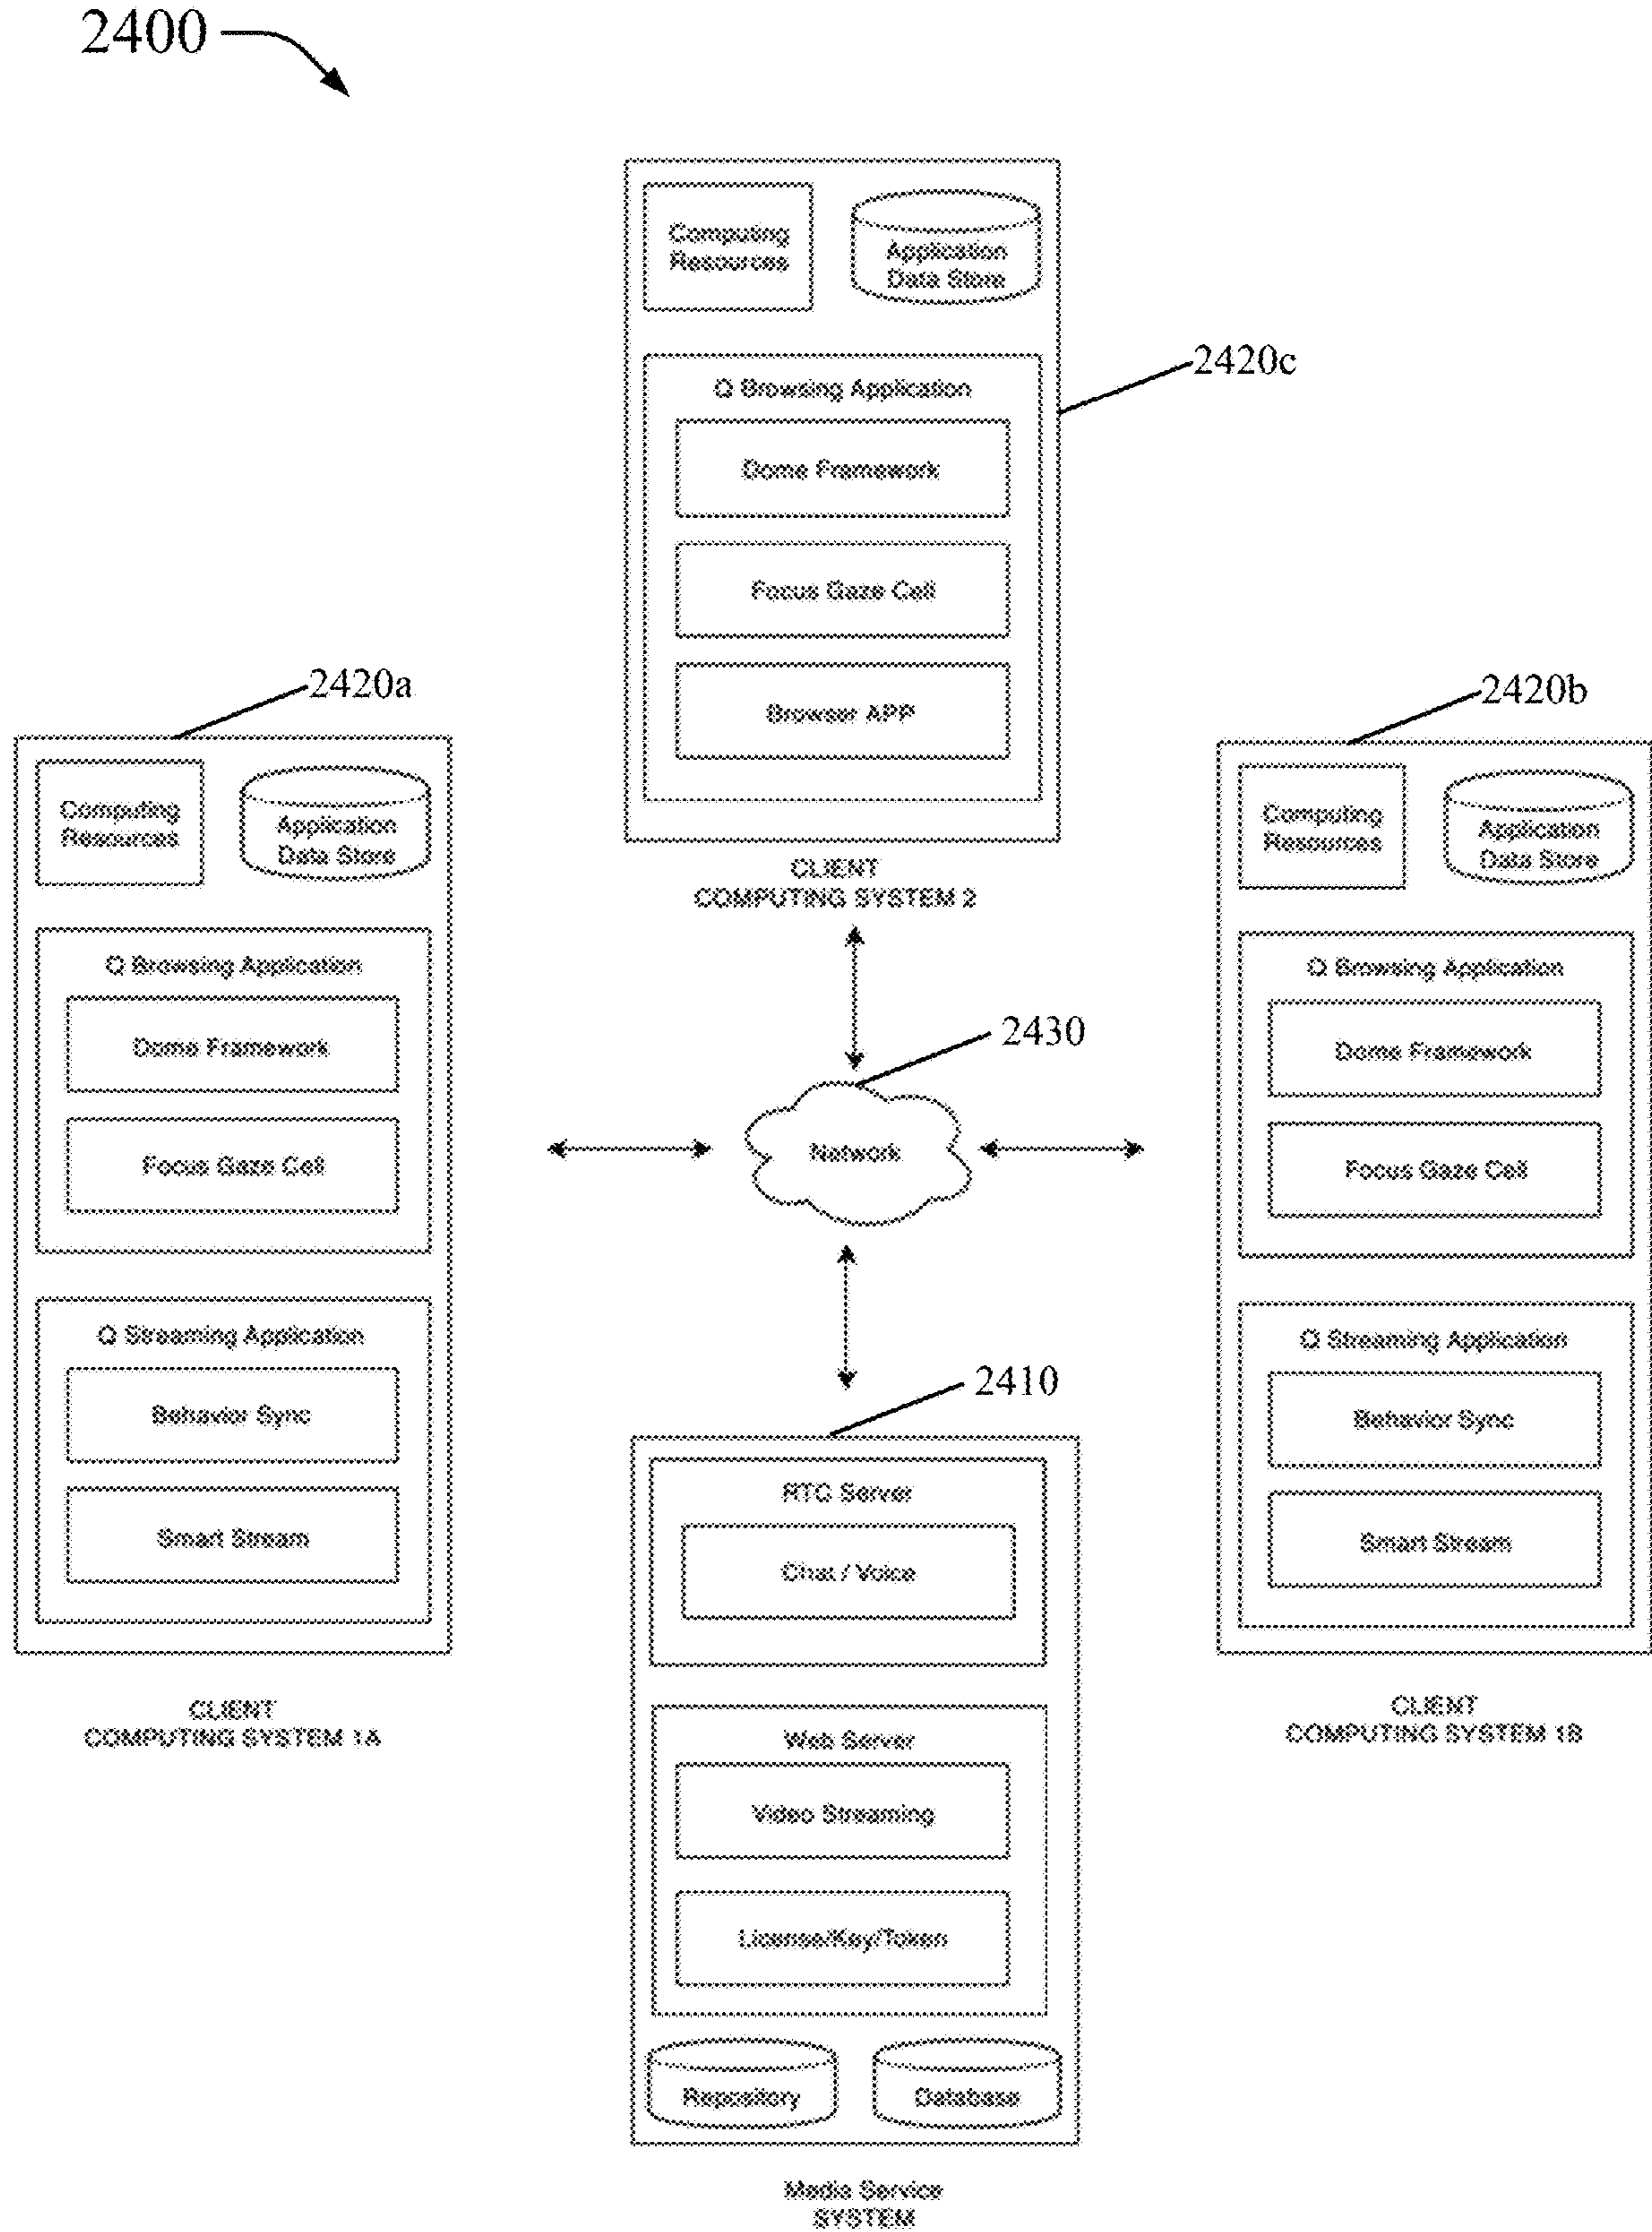 2400
Computing
Resources
Application
Data Store
Q Browsing Application
Dome Framework
Focus Gaze Cell
Browser APP
2420c
CLIENT
COMPUTING SYSTEM 2
2420a
Computing
Resources
Application
Data Store
Q Browsing Application
Dome Framework
Focus Gaze Cell
Q Streaming Application
Behavior Sync
Smart Stream
CLIENT
COMPUTING SYSTEM 1A
2430
Network
2420b
Computing
Resources
Application
Data Store
Q Browsing Application
Dome Framework
Focus Gaze Cell
Q Streaming Application
Behavior Sync
Smart Stream
CLIENT
COMPUTING SYSTEM 1B
2410
RTC Server
Chat / Voice
Web Server
Video Streaming
License/Key/Token
Repository
Database
Media Service
SYSTEM